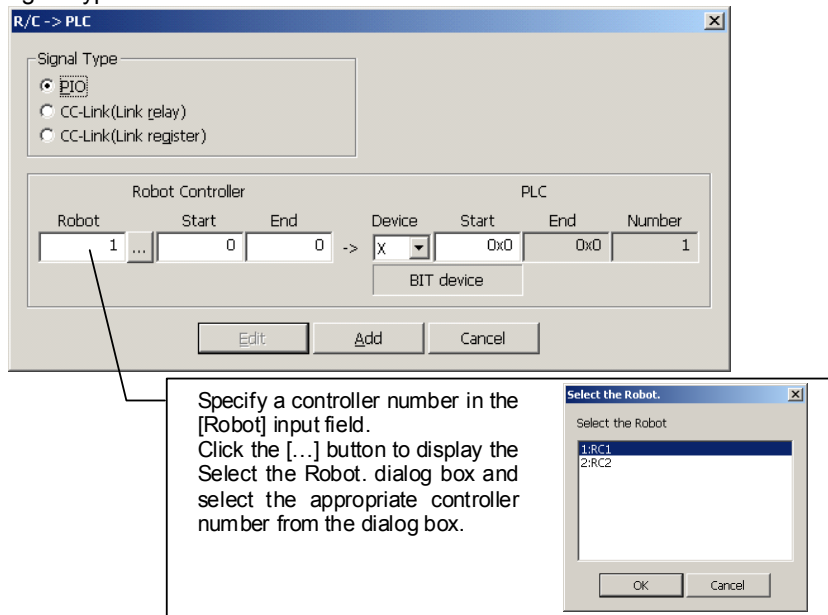 R/C -> PLC
Signal Type
PIO
CC-Link(Link relay)
CC-Link(Link register)
Robot Controller PLC
Robot Start End Device Start End Number
1 ... 0 0 -> X 0x0 0x0 1
BIT device
Edit Add Cancel
Specify a controller number in the
[Robot] input field.
Click the […] button to display the
Select the Robot. dialog box and
select the appropriate controller
number from the dialog box.
Select the Robot.
Select the Robot
1:RC1
2:RC2
OK Cancel